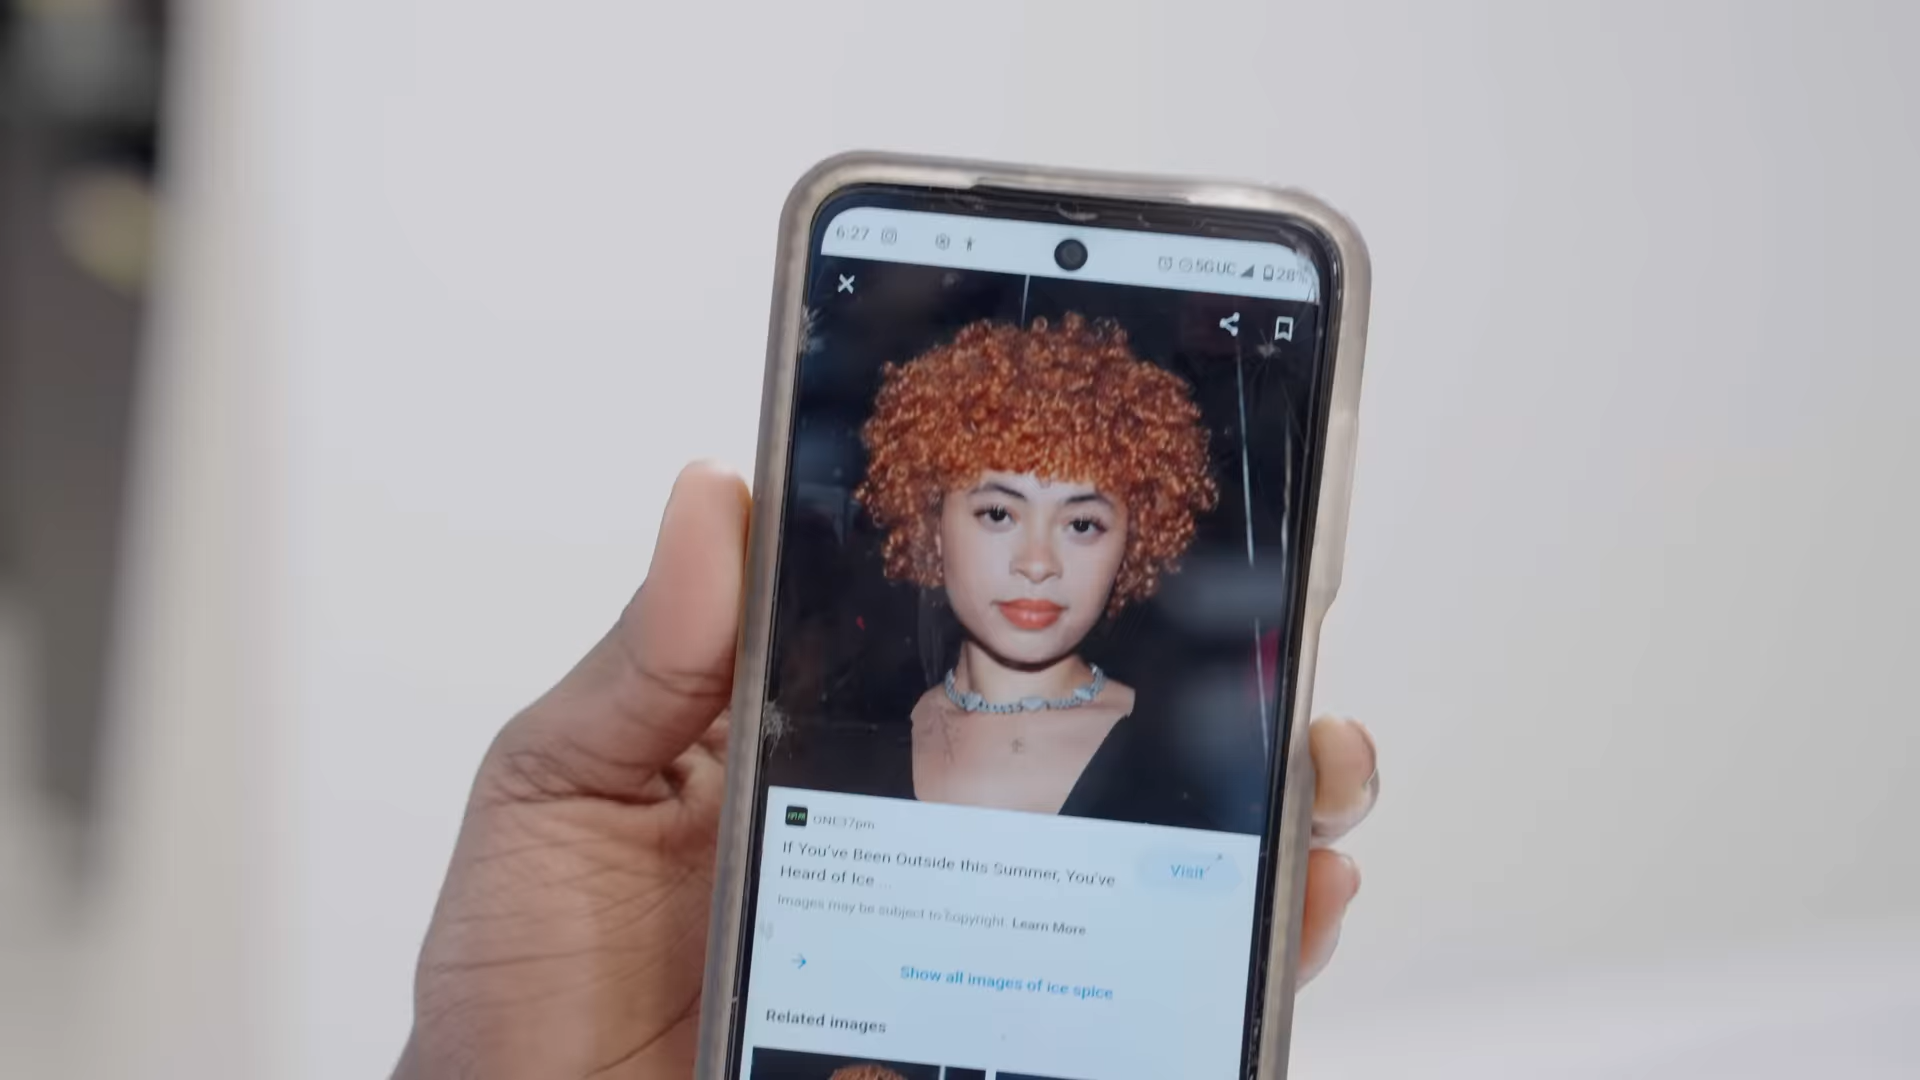 6:27
5G UC 28%
ONE37pm
If You've Been Outside this Summer, You've
Visit
Heard of Ice ...
Images may be subject to copyright. Learn More
Show all images of ice spice
Related images